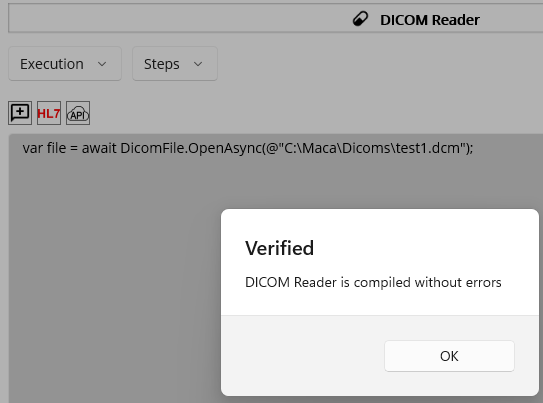 DICOM Reader
Execution
Steps
HL7
API
var file = await DicomFile.OpenAsync(@"C:\Maca\Dicoms\test1.dcm");
Verified
DICOM Reader is compiled without errors
OK